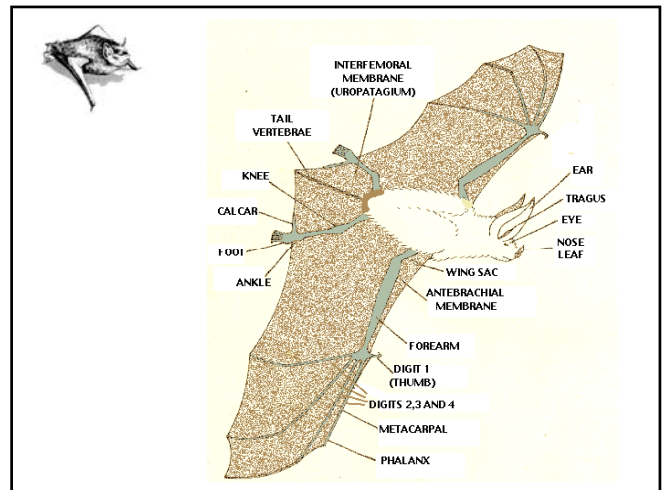 INTERFEMORAL
MEMBRANE
(UROPATAGIUM)
TAIL
VERTEBRAE
KNEE
CALCAR
FOOT
ANKLE
EAR
TRAGUS
EYE
NOSE
LEAF
WING SAC
ANTEBRACHIAL
MEMBRANE
FOREARM
DIGIT 1
(THUMB)
DIGITS 2,3 AND 4
METACARPAL
PHALANX